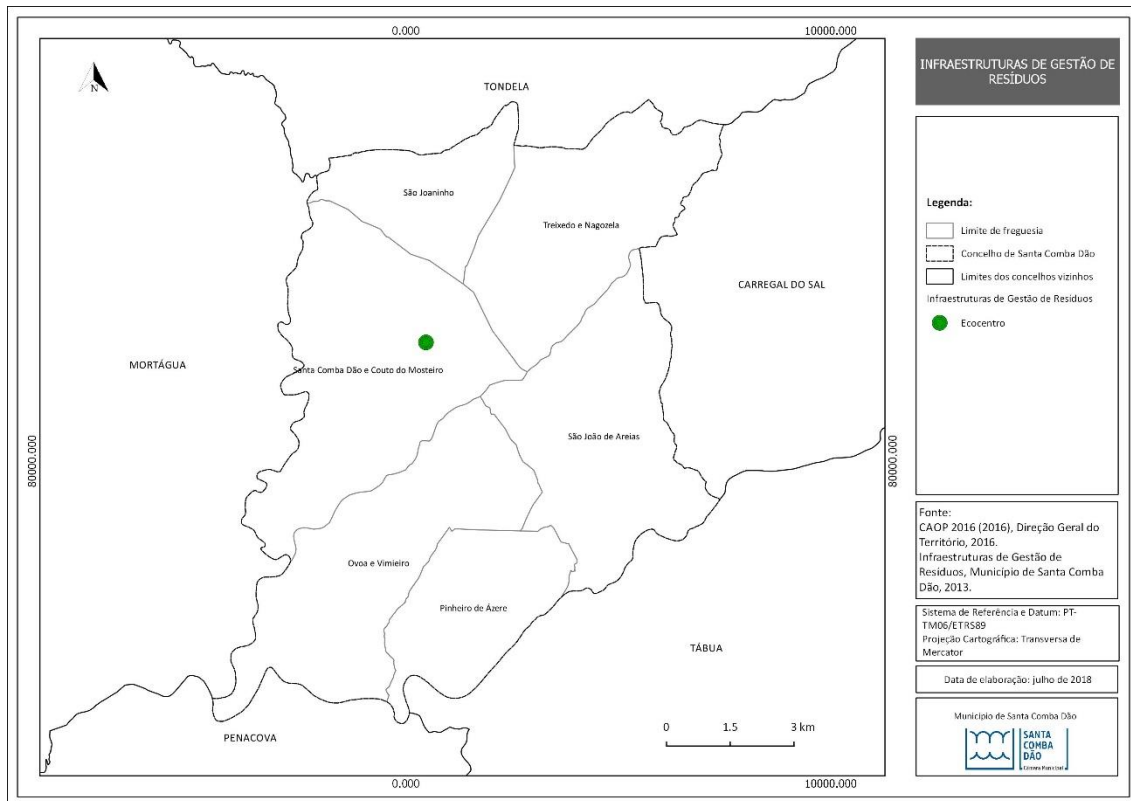 0.000
10000.000
N
TONDELA
São Joaninho
Treixedo e Nagozela
CARREGAL DO SAL
MORTÁGUA
Santa Comba Dão e Couto do Mosteiro
São João de Areias
80000.000
80000.000
Ovoa e Vimieiro
Pinheiro de Ázere
TÁBUA
PENACOVA
0
1.5
3 km
0.000
10000.000
INFRAESTRUTURAS DE GESTÃO DE
RESÍDUOS
Legenda:
Limite de freguesia
Concelho de Santa Comba Dão
Limites dos concelhos vizinhos
Infraestruturas de Gestão de Resíduos
Ecocentro
Fonte:
CAOP 2016 (2016), Direção Geral do
Território, 2016.
Infraestruturas de Gestão de
Resíduos, Município de Santa Comba
Dão, 2013.
Sistema de Referência e Datum: PT-
TM06/ETRS89
Projeção Cartográfica: Transversa de
Mercator
Data de elaboração: julho de 2018
Município de Santa Comba Dão
SANTA
COMBA
DÃO
Câmara Municipal